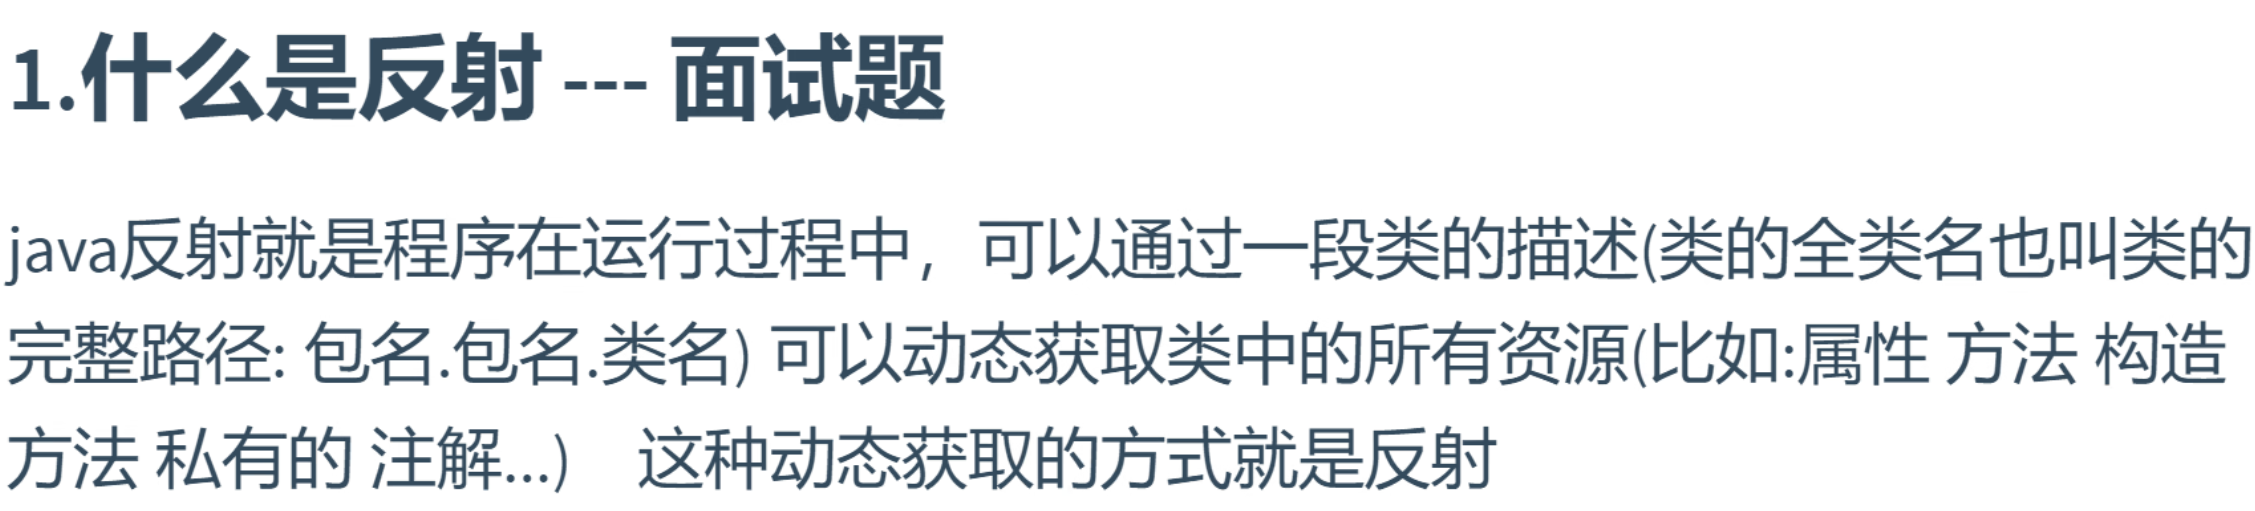 1.什么是反射 --- 面试题
java反射就是程序在运行过程中，可以通过一段类的描述(类的全类名也叫类的
完整路径: 包名.包名.类名) 可以动态获取类中的所有资源(比如:属性 方法 构造
方法 私有的 注解...) 这种动态获取的方式就是反射